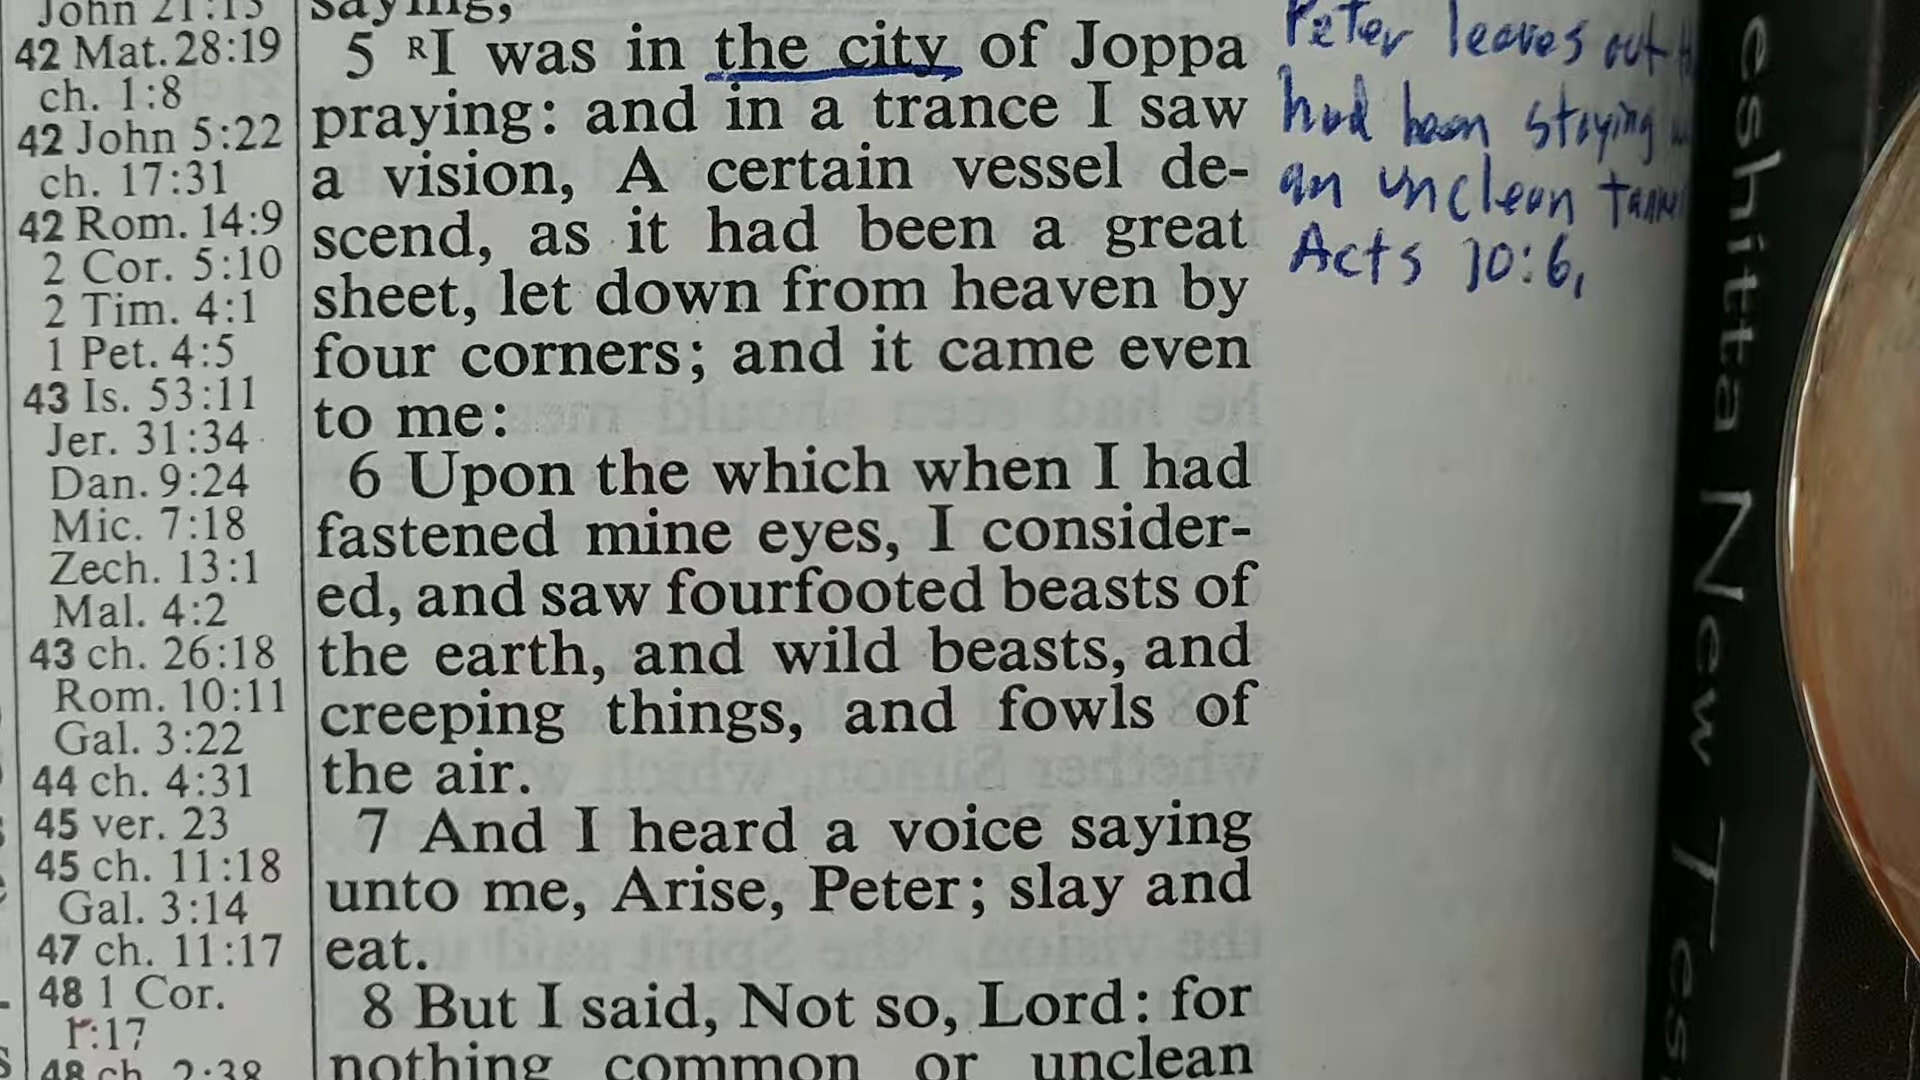 John 21:15
42 Mat. 28:19
ch. 1:8
42 John 5:22
ch. 17:31
42 Rom. 14:9
2 Cor. 5:10
2 Tim. 4:1
1 Pet. 4:5
43 Is. 53:11
Jer. 31:34
Dan. 9:24
Mic. 7:18
Zech. 13:1
Mal. 4:2
43 ch. 26:18
Rom. 10:11
Gal. 3:22
44 ch. 4:31
45 ver. 23
45 ch. 11:18
Gal. 3:14
47 ch. 11:17
48 1 Cor.
1:17
48 ch. 2:38
saying,
5 ᴿI was in the city of Joppa
praying: and in a trance I saw
a vision, A certain vessel de-
scend, as it had been a great
sheet, let down from heaven by
four corners; and it came even
to me:
6 Upon the which when I had
fastened mine eyes, I consider-
ed, and saw fourfooted beasts of
the earth, and wild beasts, and
creeping things, and fowls of
the air.
7 And I heard a voice saying
unto me, Arise, Peter; slay and
eat.
8 But I said, Not so, Lord: for
nothing common or unclean
Peter leaves out
had been staying
an unclean
Acts 10:6,
eshitta New Tes